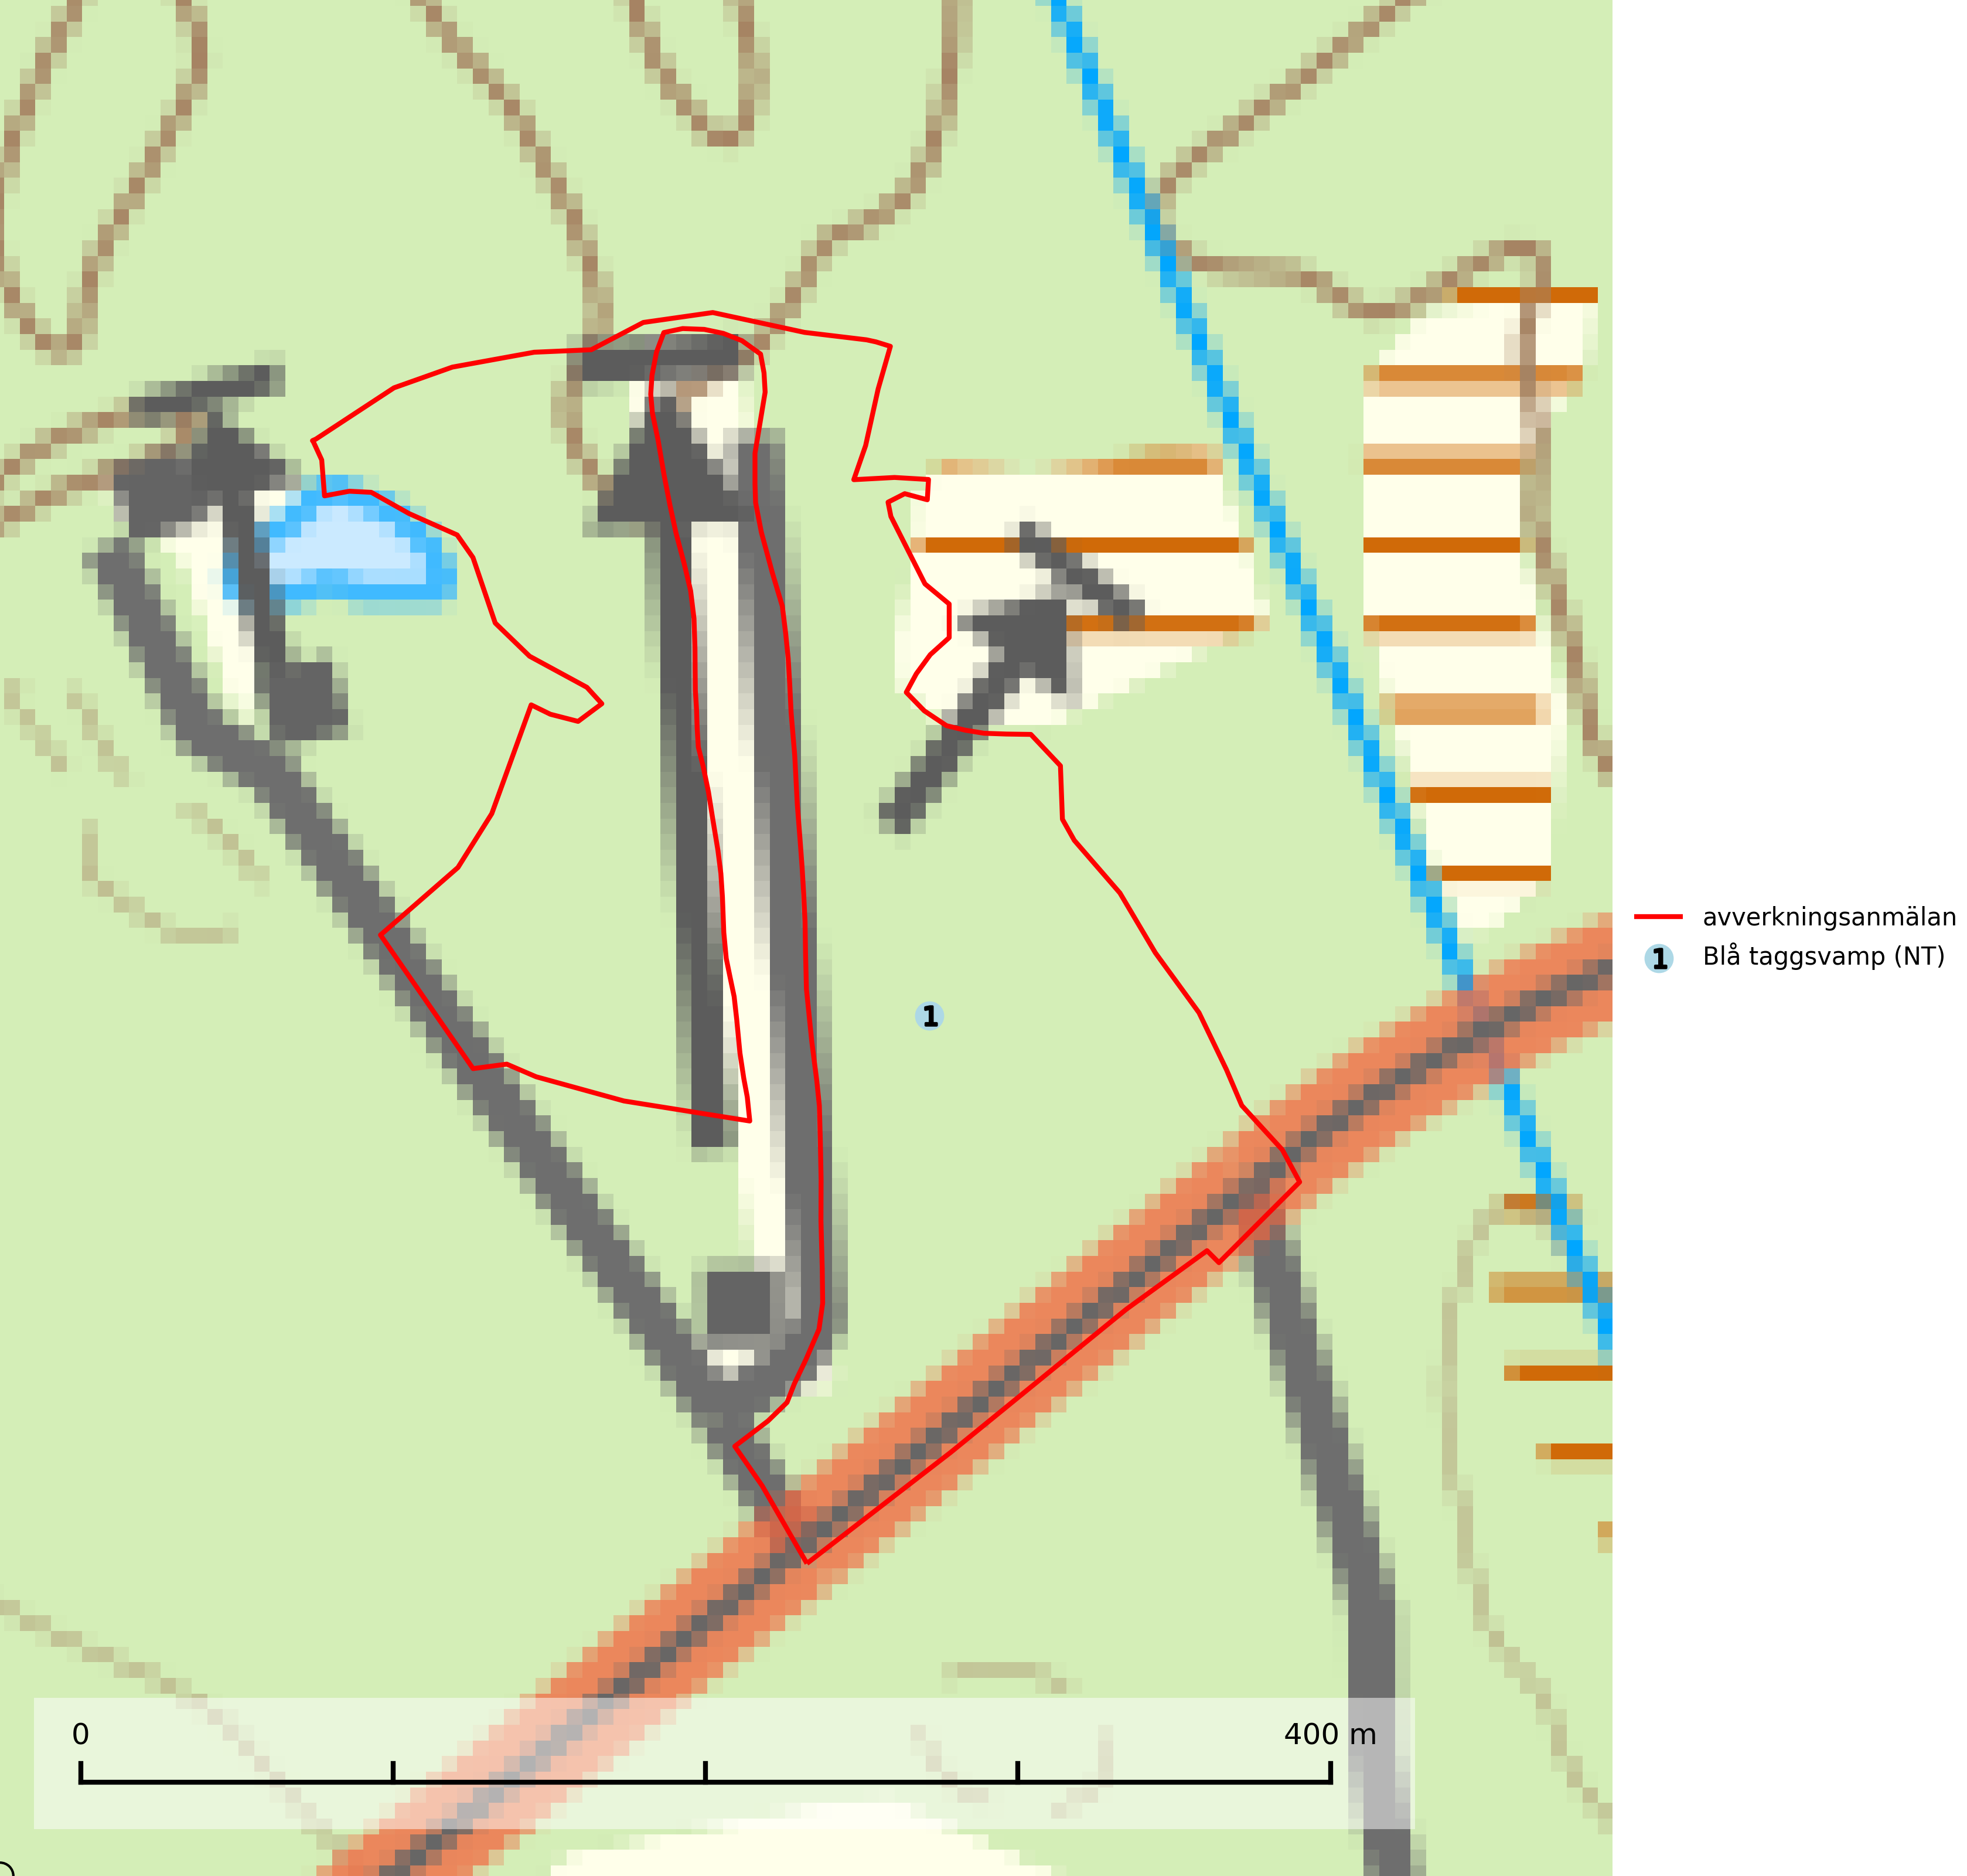 avverkningsanmälan
1 Blå taggsvamp (NT)
1
0 400 m